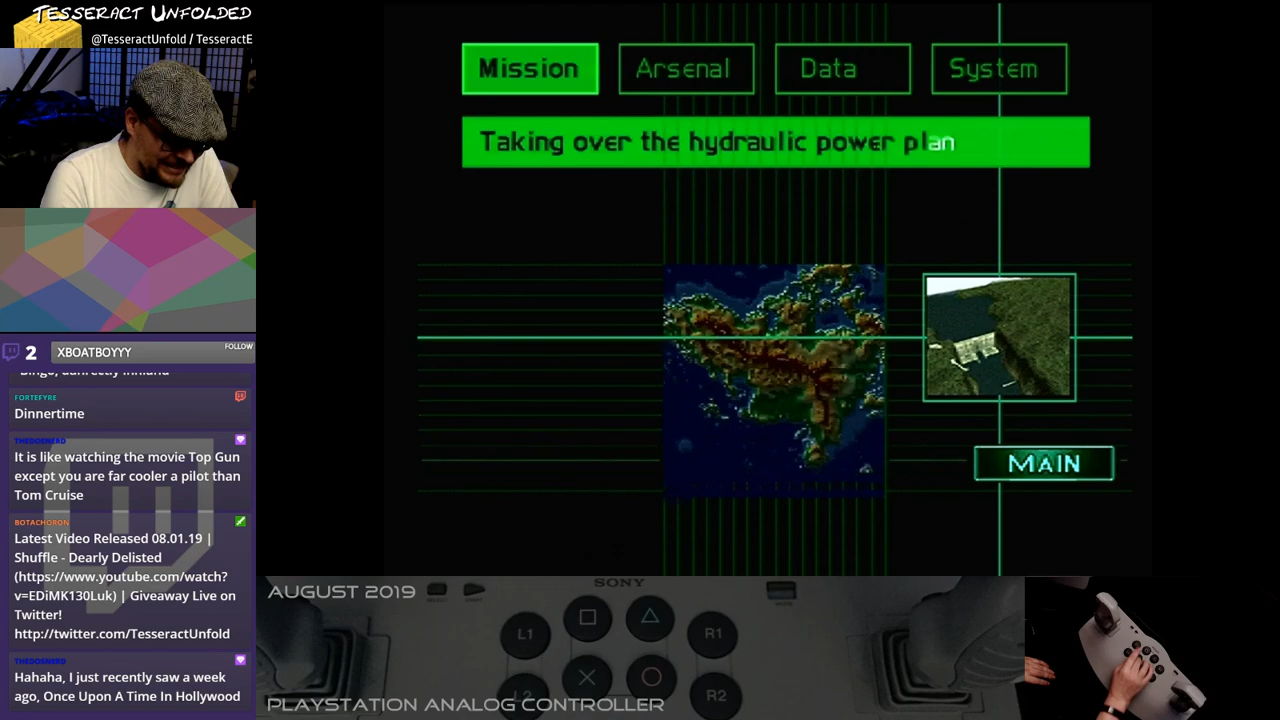 Tesseract Unfolded
@TesseractUnfold / TesseractE
Mission
Arsenal
Data
System
Taking over the hydraulic power plan
MAIN
2
XBOATBOYYY
FOLLOW
FORTEFYRE
Dinnertime
THEDOENERD
It is like watching the movie Top Gun
except you are far cooler a pilot than
Tom Cruise
BOTACHORON
Latest Video Released 08.01.19 |
Shuffle - Dearly Delisted
(https://www.youtube.com/watch?
v=EDiMK130Luk) | Giveaway Live on
Twitter!
http://twitter.com/TesseractUnfold
Hahaha, I just recently saw a week
ago, Once Upon A Time In Hollywood
AUGUST 2019
SONY
L1
R1
L2
R2
PLAYSTATION ANALOG CONTROLLER